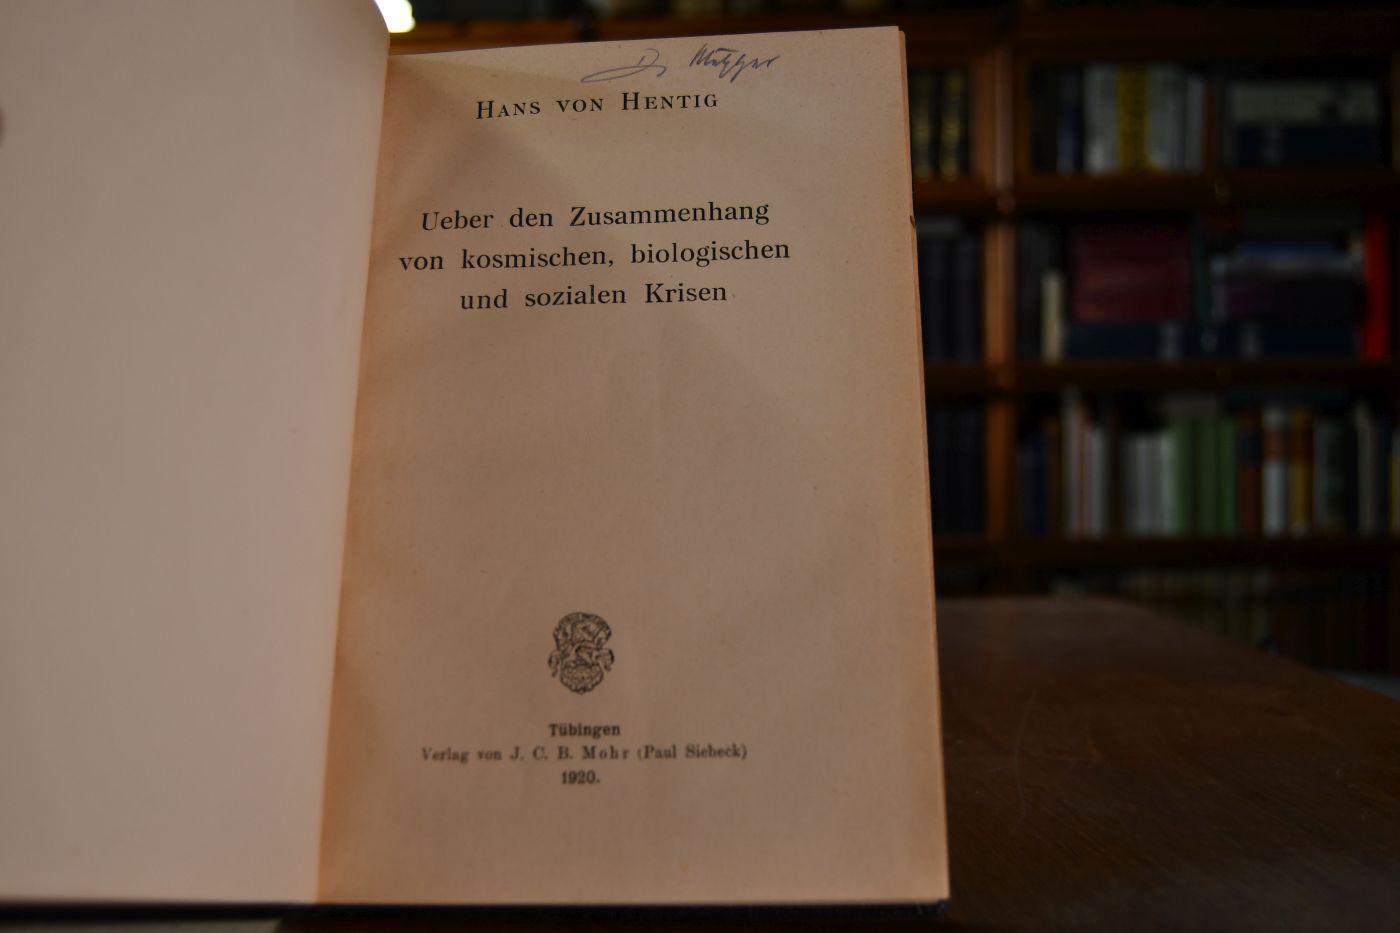 Hans von Hentig
Ueber den Zusammenhang
von kosmischen, biologischen
und sozialen Krisen
Tübingen
Verlag von J. C. B. Mohr (Paul Siebeck)
1920.